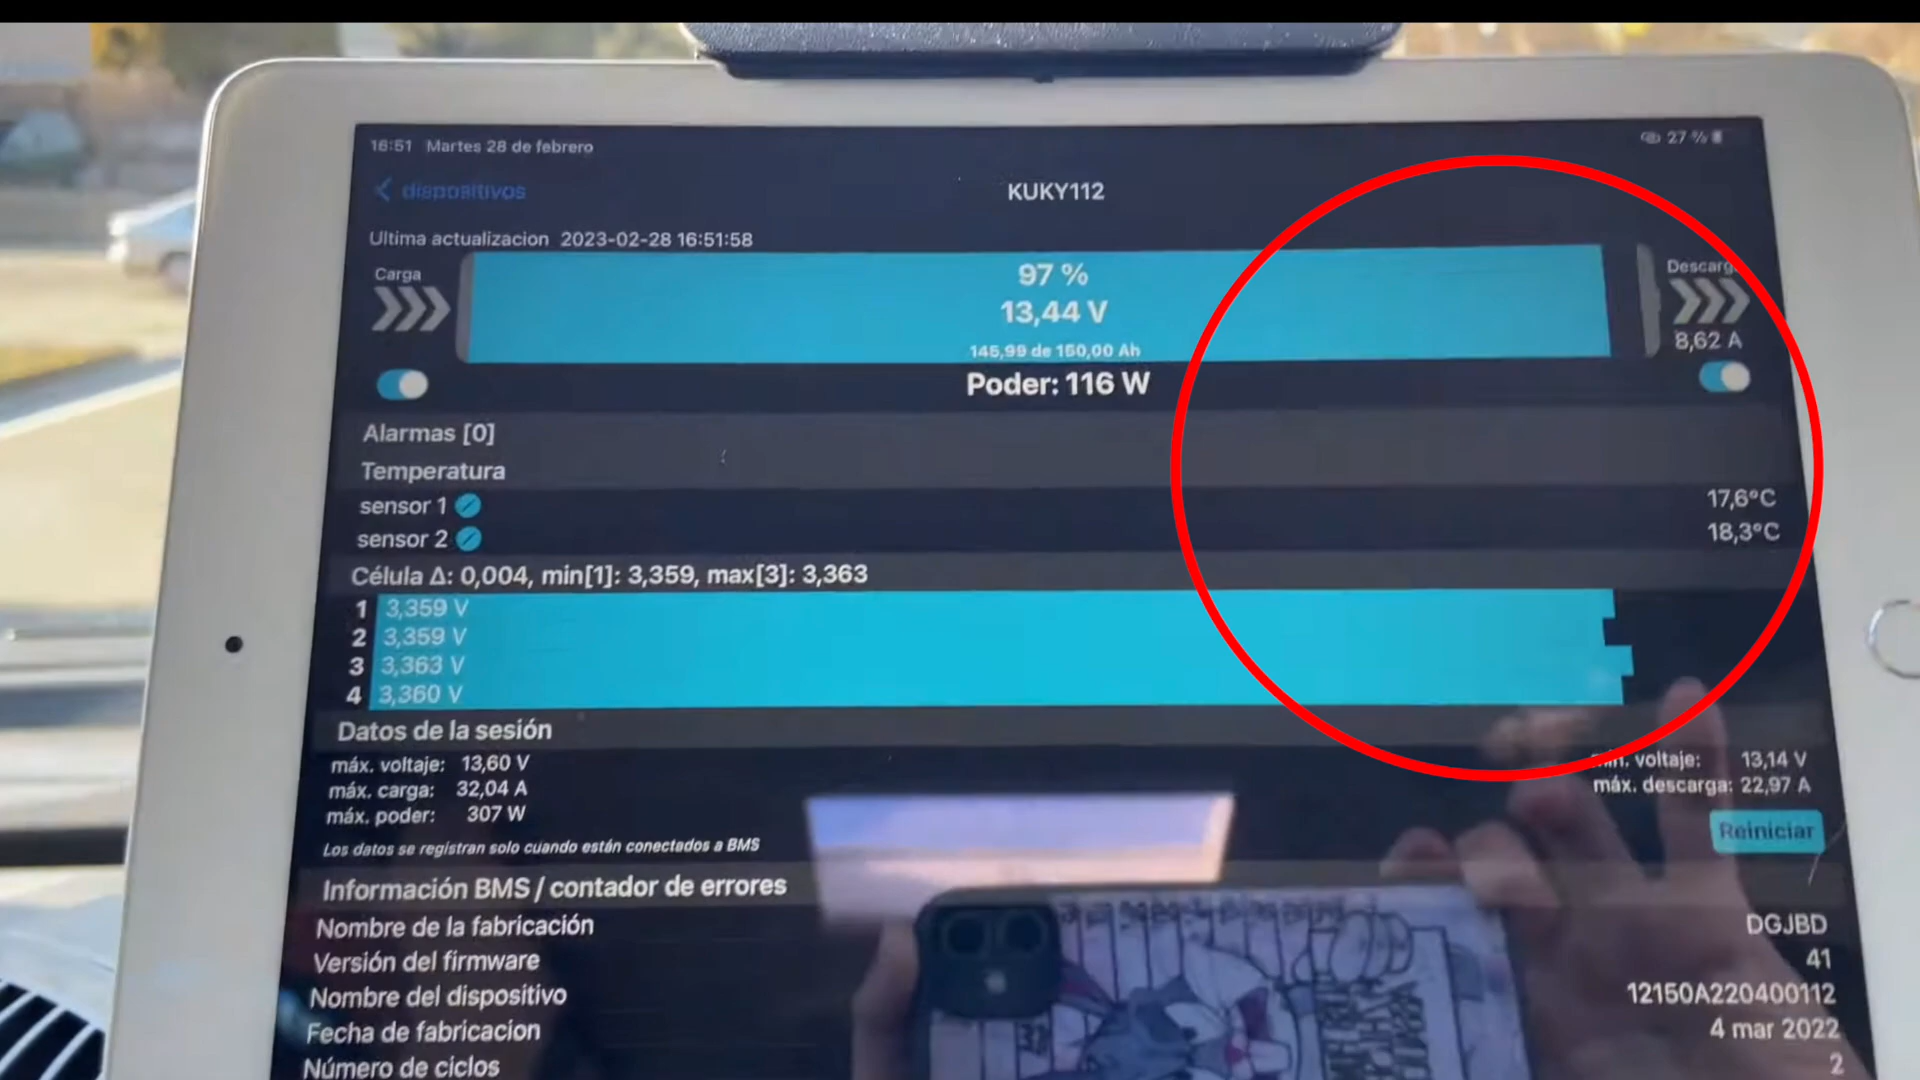 16:51 Martes 28 de febrero
27 %
dispositivos
KUKY112
Ultima actualizacion 2023-02-28 16:51:58
Carga
97 %
13,44 V
145,99 de 150,00 Ah
Descarg
8,62 A
Poder: 116 W
Alarmas [0]
Temperatura
sensor 1 17,6°C
sensor 2 18,3°C
Célula Δ: 0,004, min[1]: 3,359, max[3]: 3,363
1 3,359 V
2 3,359 V
3 3,363 V
4 3,360 V
Datos de la sesión
máx. voltaje: 13,60 V
mín. voltaje: 13,14 V
máx. carga: 32,04 A
máx. descarga: 22,97 A
máx. poder: 307 W
Reiniciar
Los datos se registran solo cuando están conectados a BMS
Información BMS / contador de errores
Nombre de la fabricación DGJBD
Versión del firmware 41
Nombre del dispositivo 12150A220400112
Fecha de fabricacion 4 mar 2022
Número de ciclos 2